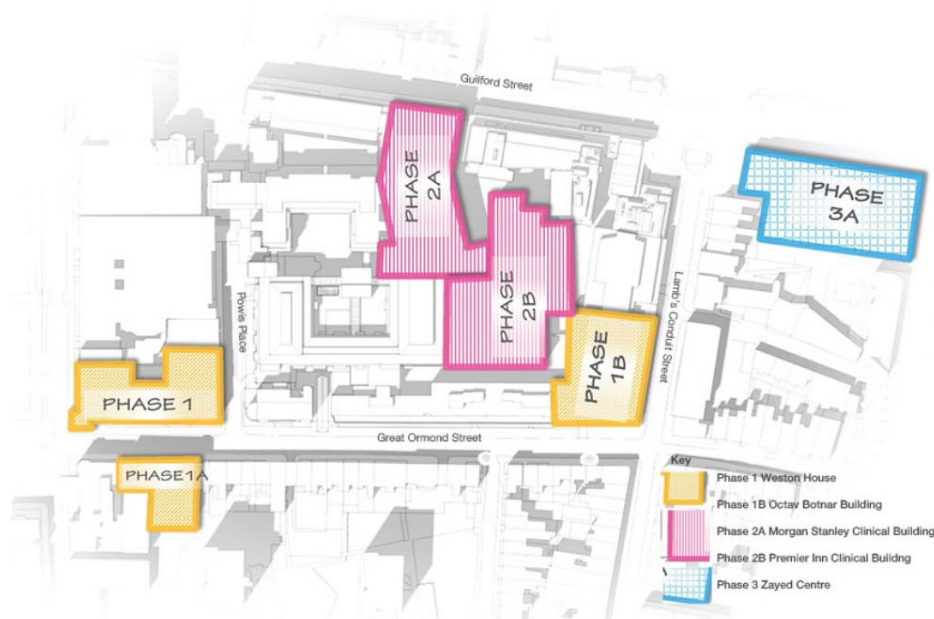 Guilford Street
PHASE
2A
PHASE
3A
PHASE
2B
Powis Place
Lamb's Conduit Street
PHASE
1B
PHASE 1
Great Ormond Street
PHASE1A
Key
Phase 1 Weston House
Phase 1B Octav Botnar Building
Phase 2A Morgan Stanley Clinical Building
Phase 2B Premier Inn Clinical Buildng
Phase 3 Zayed Centre